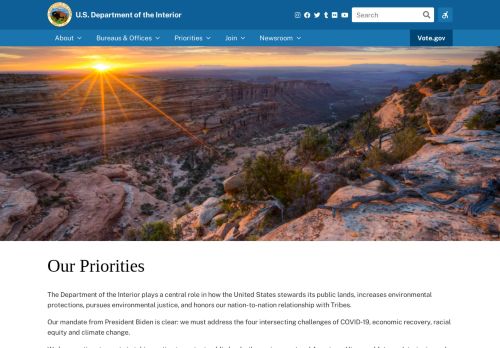 U.S. Department of the Interior
Search
About
Bureaus & Offices
Priorities
Join
Newsroom
Vote.gov
Our Priorities
The Department of the Interior plays a central role in how the United States stewards its public lands, increases environmental
protections, pursues environmental justice, and honors our nation-to-nation relationship with Tribes.
Our mandate from President Biden is clear: we must address the four intersecting challenges of COVID-19, economic recovery, racial
equity and climate change.